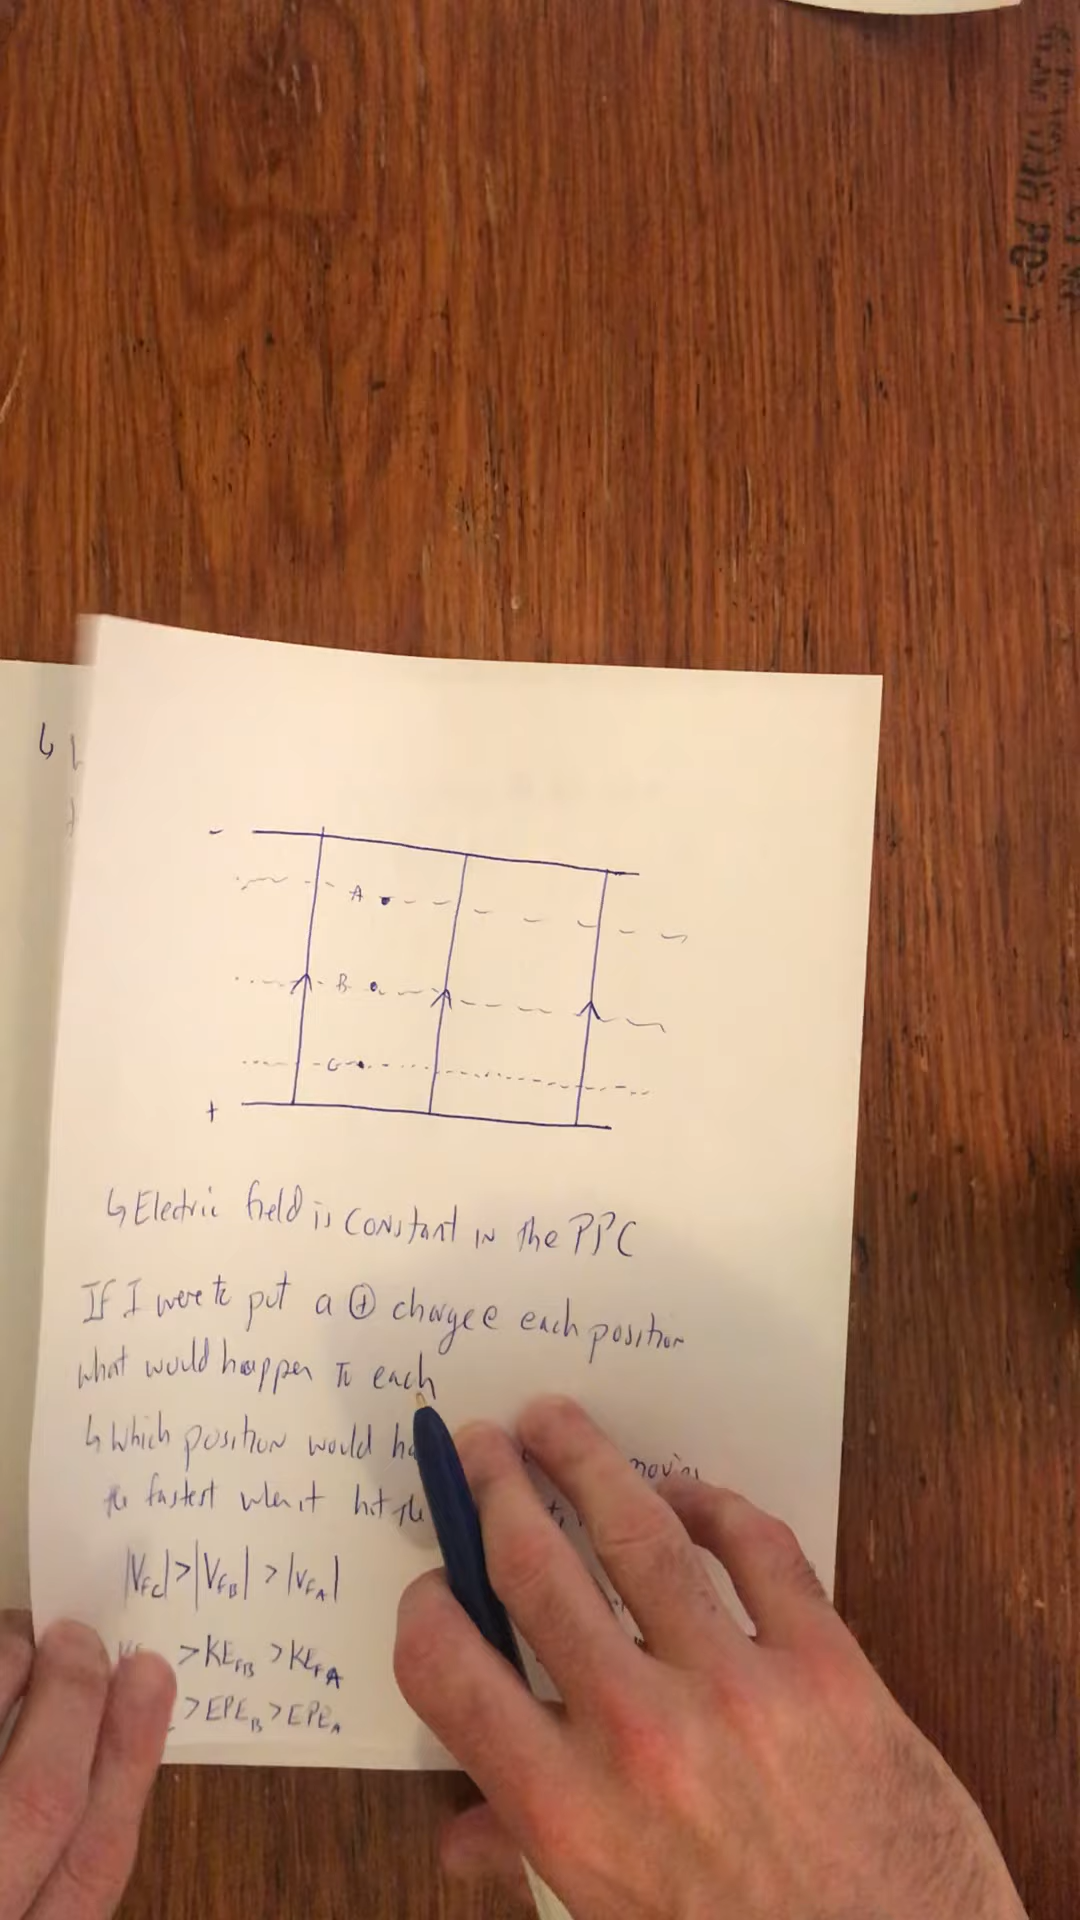 -
A
B
C
+
↳ Electric field is constant in the PPC
If I were to put a ⊕ charge e each position
what would happen to each
↳ Which position would
the fastest when it hit the
|V_fC| > |V_fB| > |V_fA|
> KE_fB > KE_fA
> EPE_B > EPE_A